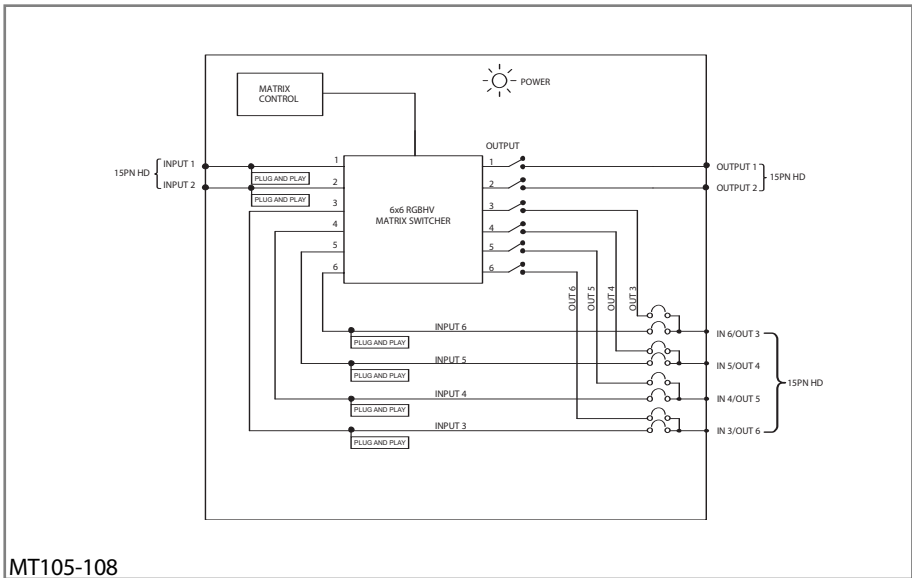 MATRIX
CONTROL
POWER
OUTPUT
15PN HD
INPUT 1
INPUT 2
PLUG AND PLAY
PLUG AND PLAY
1
2
3
4
5
6
6x6 RGBHV
MATRIX SWITCHER
1
2
3
4
5
6
OUTPUT 1
OUTPUT 2
15PN HD
OUT 6
OUT 5
OUT 4
OUT 3
INPUT 6
PLUG AND PLAY
IN 6/OUT 3
INPUT 5
PLUG AND PLAY
IN 5/OUT 4
INPUT 4
PLUG AND PLAY
IN 4/OUT 5
INPUT 3
PLUG AND PLAY
IN 3/OUT 6
15PN HD
MT105-108